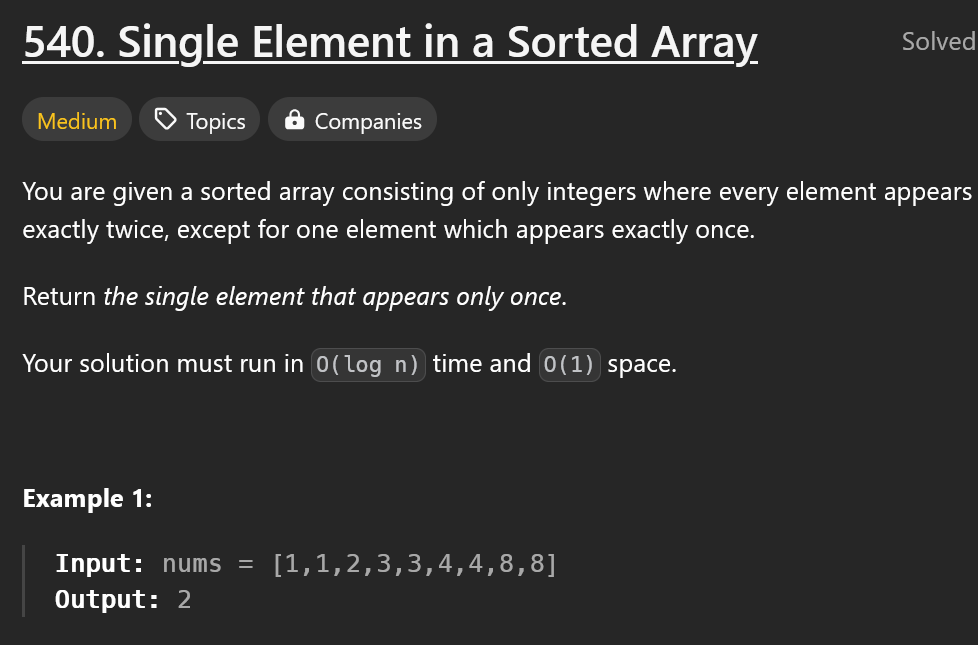 540. Single Element in a Sorted Array
Solved
Medium
Topics
Companies
You are given a sorted array consisting of only integers where every element appears
exactly twice, except for one element which appears exactly once.
Return the single element that appears only once.
Your solution must run in O(log n) time and O(1) space.
Example 1:
Input: nums = [1,1,2,3,3,4,4,8,8]
Output: 2